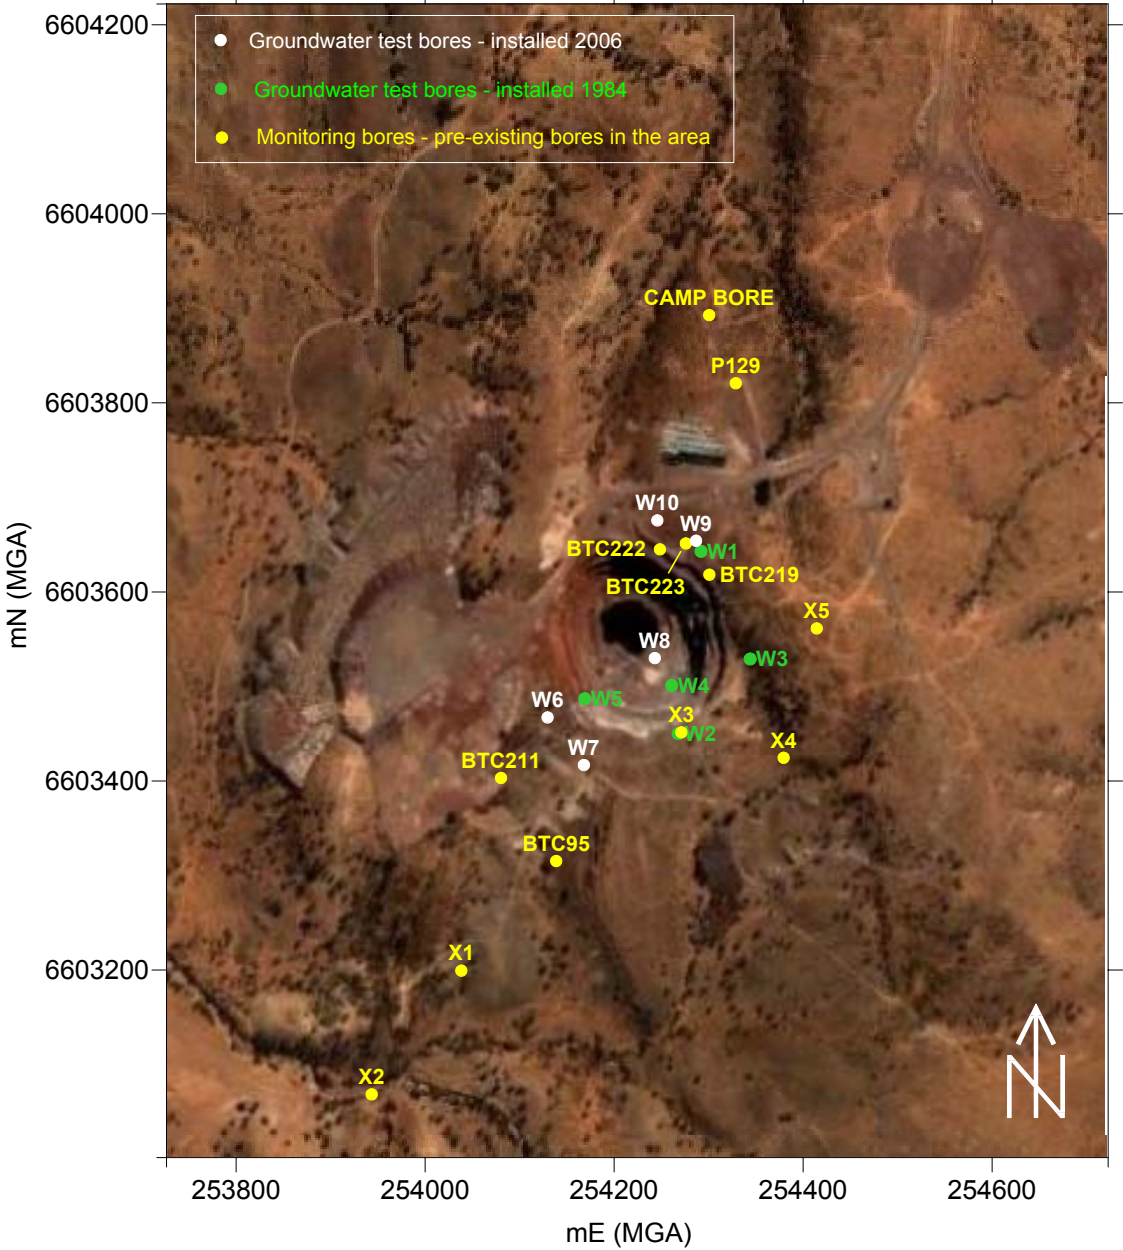 6604200
Groundwater test bores - installed 2006
Groundwater test bores - installed 1984
Monitoring bores - pre-existing bores in the area
6604000
CAMP BORE
P129
6603800
W10
W9
BTC222
W1
BTC223
BTC219
6603600
X5
mN (MGA)
W8
W3
W4
W6
W5
X3
W2
W7
X4
BTC211
6603400
BTC95
X1
6603200
X2
N
253800
254000
254200
254400
254600
mE (MGA)